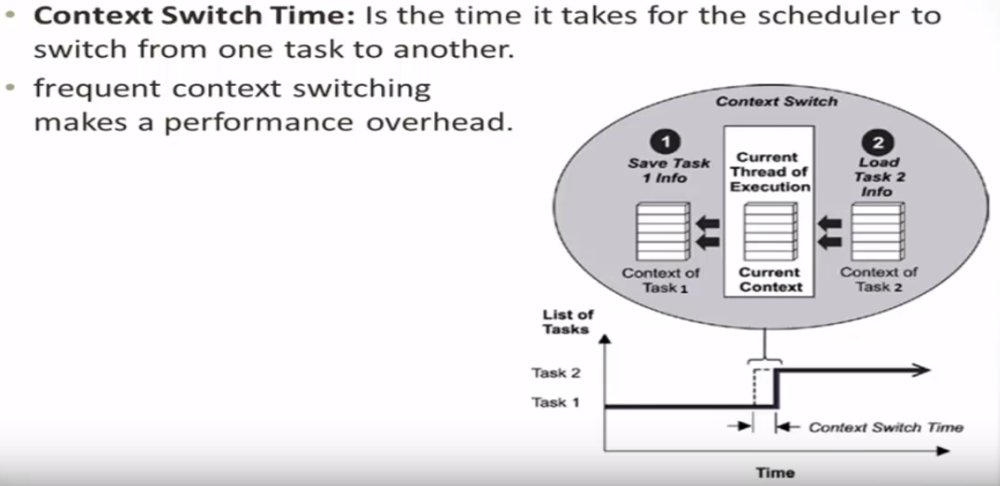 • Context Switch Time: Is the time it takes for the scheduler to
switch from one task to another.
• frequent context switching
makes a performance overhead.
Context Switch
1
Save Task
1 Info
Current
Thread of
Execution
2
Load
Task 2
Info
Context of
Task 1
Current
Context
Context of
Task 2
List of
Tasks
Task 2
Task 1
Context Switch Time
Time